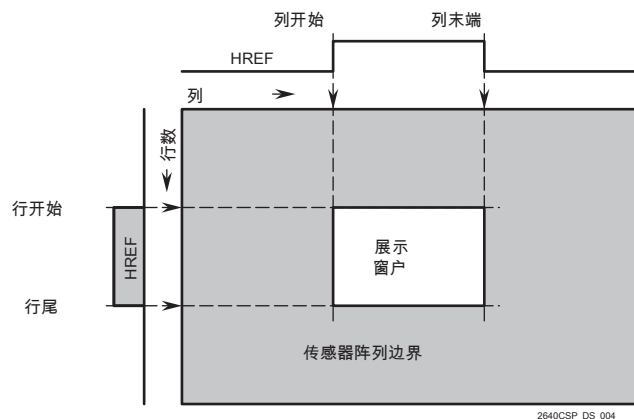 列开始
列末端
HREF
列
行数
行开始
HREF
行尾
展示
窗户
传感器阵列边界
2640CSP_DS_004